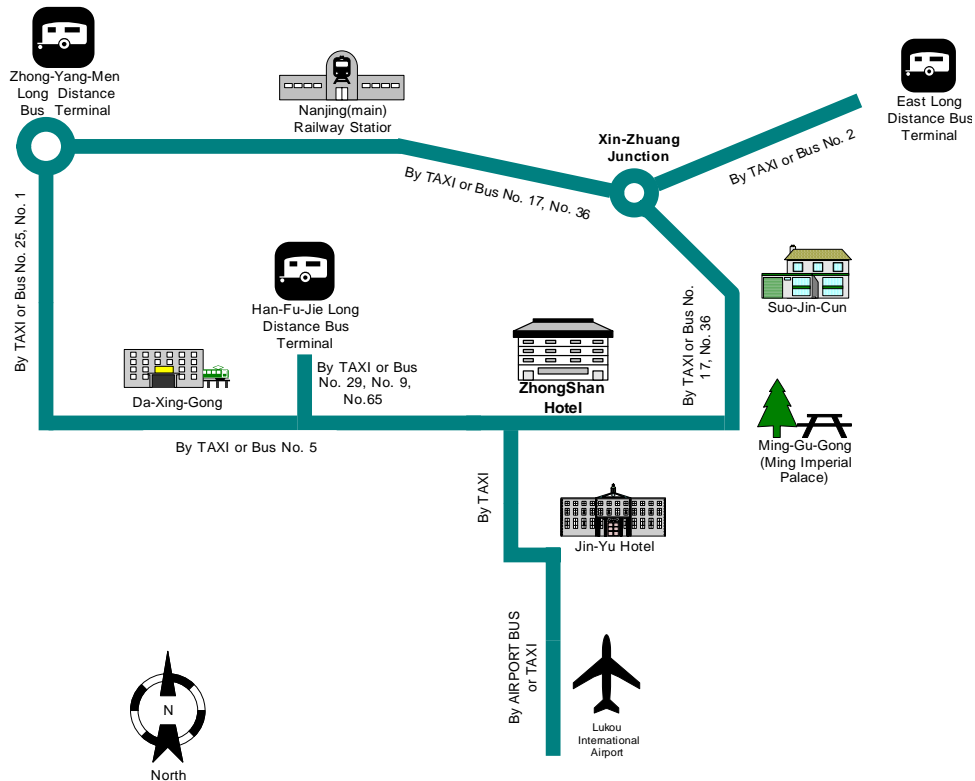 Zhong-Yang-Men
Long Distance
Bus Terminal
Nanjing(main)
Railway Statior
Xin-Zhuang
Junction
East Long
Distance Bus
Terminal
By TAXI or Bus No. 2
By TAXI or Bus No. 17, No. 36
By TAXI or Bus No. 25, No. 1
Han-Fu-Jie Long
Distance Bus
Terminal
Suo-Jin-Cun
By TAXI or Bus No.
17, No. 36
By TAXI or Bus
No. 29, No. 9,
No.65
Da-Xing-Gong
ZhongShan
Hotel
By TAXI or Bus No. 5
Ming-Gu-Gong
(Ming Imperial
Palace)
By TAXI
Jin-Yu Hotel
By AIRPORT BUS
or TAXI
Lukou
International
Airport
N
North